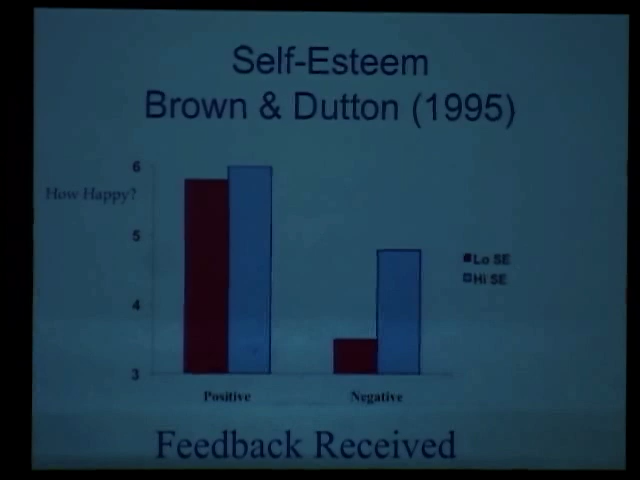 Self-Esteem
Brown & Dutton (1995)
6
How Happy?
5
4
3
Lo SE
Hi SE
Positive
Negative
Feedback Received